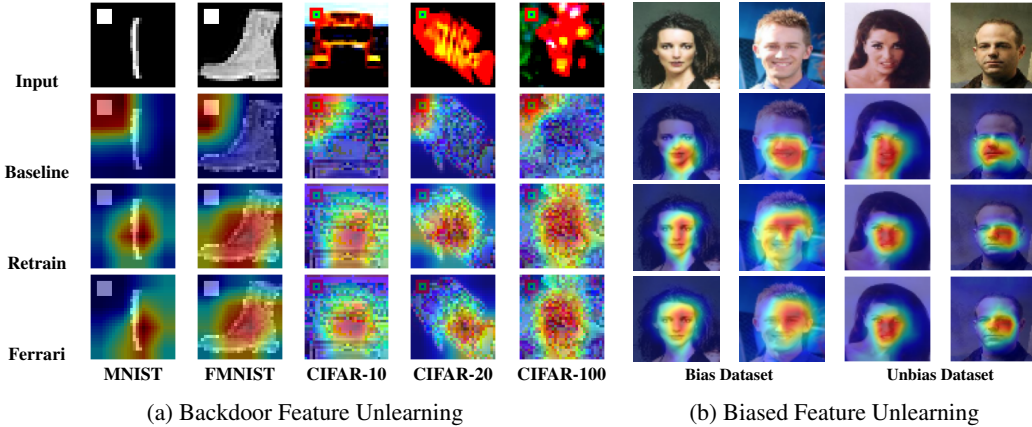 Input
Baseline
Retrain
Ferrari
MNIST FMNIST CIFAR-10 CIFAR-20 CIFAR-100 Bias Dataset Unbias Dataset
(a) Backdoor Feature Unlearning (b) Biased Feature Unlearning